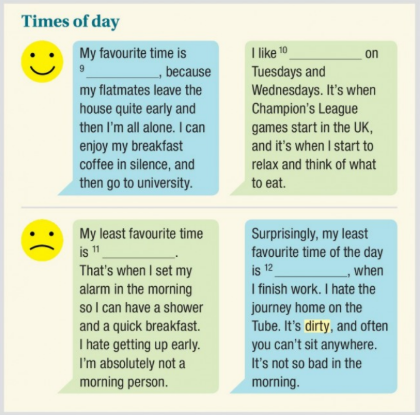 Times of day
My favourite time is
9 ____________, because
my flatmates leave the
house quite early and
then I'm all alone. I can
enjoy my breakfast
coffee in silence, and
then go to university.
I like 10 ____________ on
Tuesdays and
Wednesdays. It's when
Champion's League
games start in the UK,
and it's when I start to
relax and think of what
to eat.
My least favourite time
is 11 ____________.
That's when I set my
alarm in the morning
so I can have a shower
and a quick breakfast.
I hate getting up early.
I'm absolutely not a
morning person.
Surprisingly, my least
favourite time of the day
is 12 ____________, when
I finish work. I hate the
journey home on the
Tube. It's dirty, and often
you can't sit anywhere.
It's not so bad in the
morning.